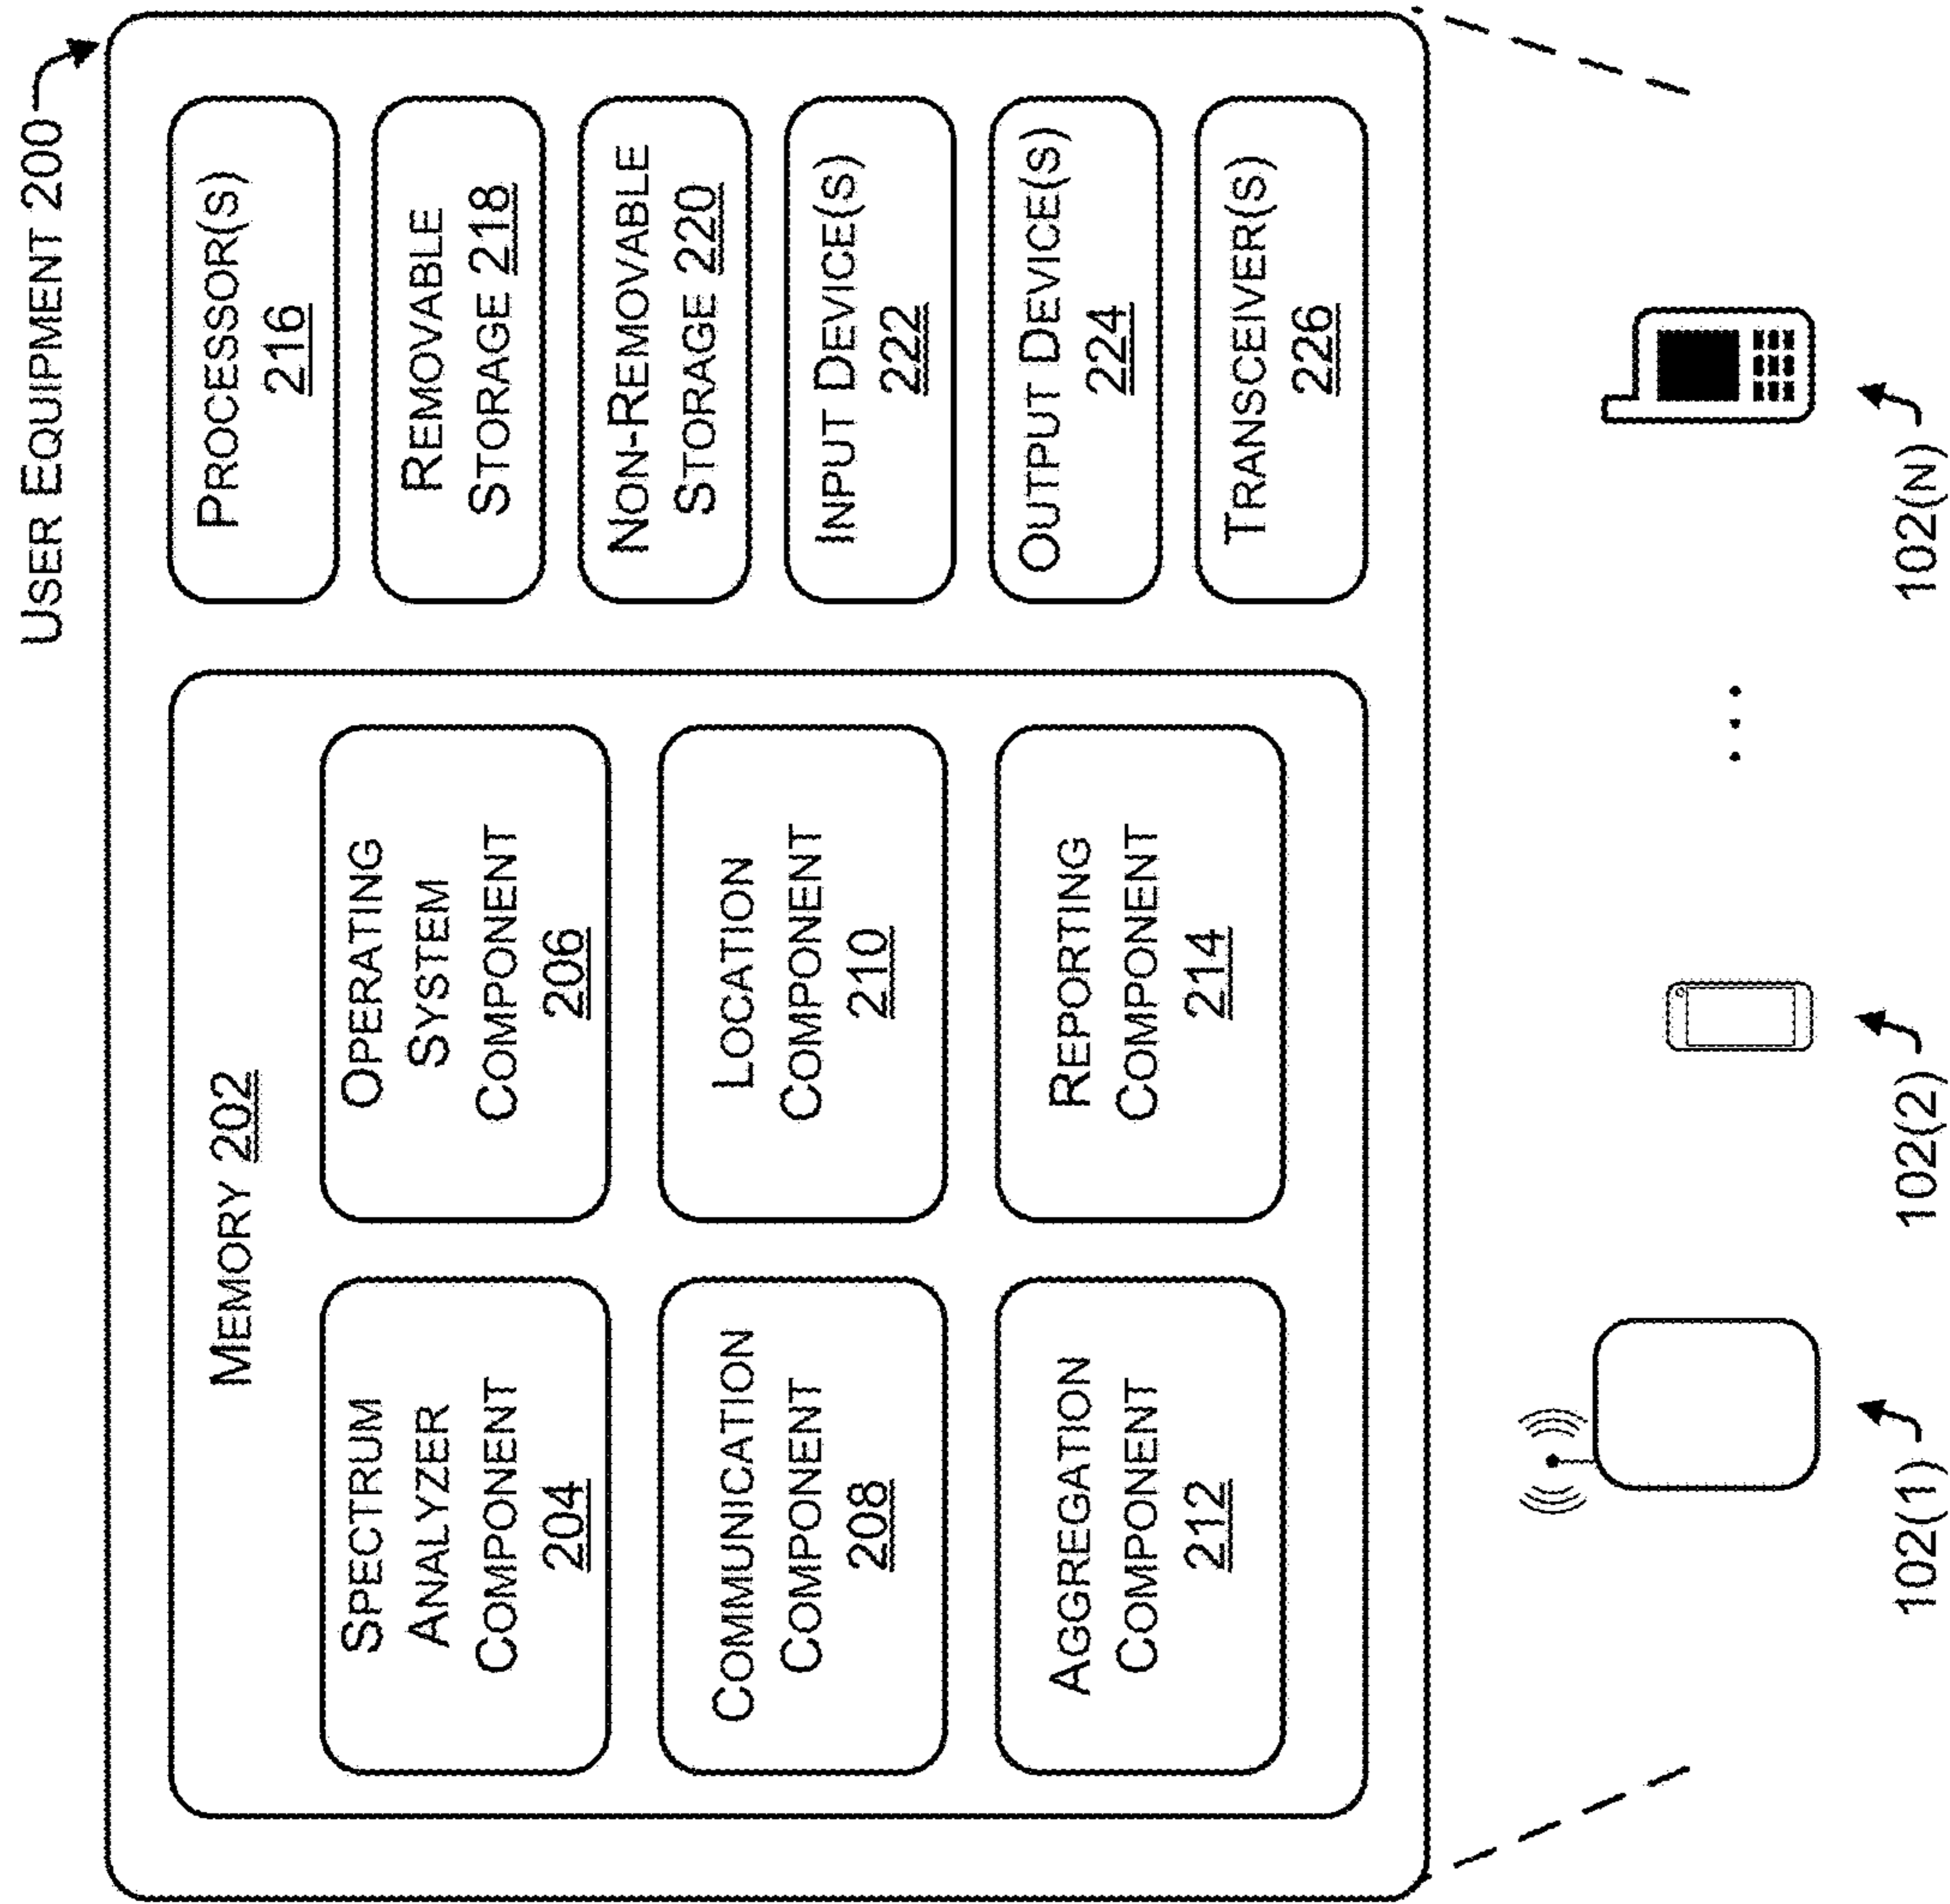 USER EQUIPMENT 200
MEMORY 202
SPECTRUM
ANALYZER
COMPONENT
204
OPERATING
SYSTEM
COMPONENT
206
COMMUNICATION
COMPONENT
208
LOCATION
COMPONENT
210
AGGREGATION
COMPONENT
212
REPORTING
COMPONENT
214
PROCESSOR(S)
216
REMOVABLE
STORAGE 218
NON-REMOVABLE
STORAGE 220
INPUT DEVICE(S)
222
OUTPUT DEVICE(S)
224
TRANSCEIVER(S)
226
102(1)
102(2)
. . .
102(N)